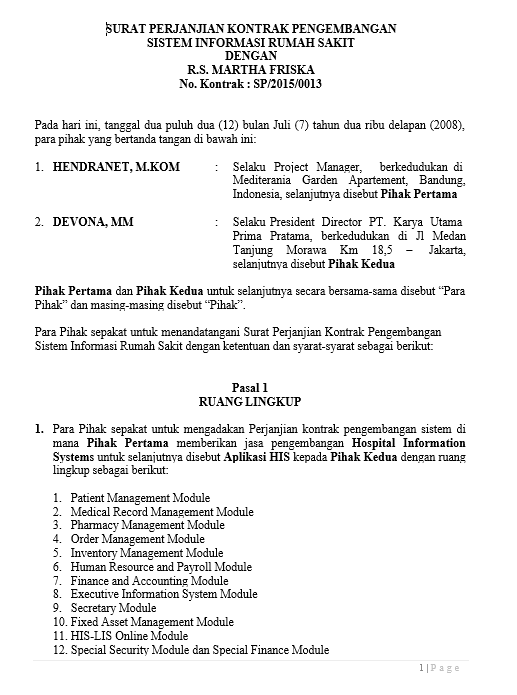 SURAT PERJANJIAN KONTRAK PENGEMBANGAN
SISTEM INFORMASI RUMAH SAKIT
DENGAN
R.S. MARTHA FRISKA
No. Kontrak : SP/2015/0013
Pada hari ini, tanggal dua puluh dua (12) bulan Juli (7) tahun dua ribu delapan (2008),
para pihak yang bertanda tangan di bawah ini:
1. HENDRANET, M.KOM : Selaku Project Manager, berkedudukan di
Mediterania Garden Apartement, Bandung,
Indonesia, selanjutnya disebut Pihak Pertama
2. DEVONA, MM : Selaku President Director PT. Karya Utama
Prima Pratama, berkedudukan di Jl Medan
Tanjung Morawa Km 18,5 – Jakarta,
selanjutnya disebut Pihak Kedua
Pihak Pertama dan Pihak Kedua untuk selanjutnya secara bersama-sama disebut “Para
Pihak” dan masing-masing disebut “Pihak”.
Para Pihak sepakat untuk menandatangani Surat Perjanjian Kontrak Pengembangan
Sistem Informasi Rumah Sakit dengan ketentuan dan syarat-syarat sebagai berikut:
Pasal 1
RUANG LINGKUP
1. Para Pihak sepakat untuk mengadakan Perjanjian kontrak pengembangan sistem di
mana Pihak Pertama memberikan jasa pengembangan Hospital Information
Systems untuk selanjutnya disebut Aplikasi HIS kepada Pihak Kedua dengan ruang
lingkup sebagai berikut:
1. Patient Management Module
2. Medical Record Management Module
3. Pharmacy Management Module
4. Order Management Module
5. Inventory Management Module
6. Human Resource and Payroll Module
7. Finance and Accounting Module
8. Executive Information System Module
9. Secretary Module
10. Fixed Asset Management Module
11. HIS-LIS Online Module
12. Special Security Module dan Special Finance Module
1 | P a g e